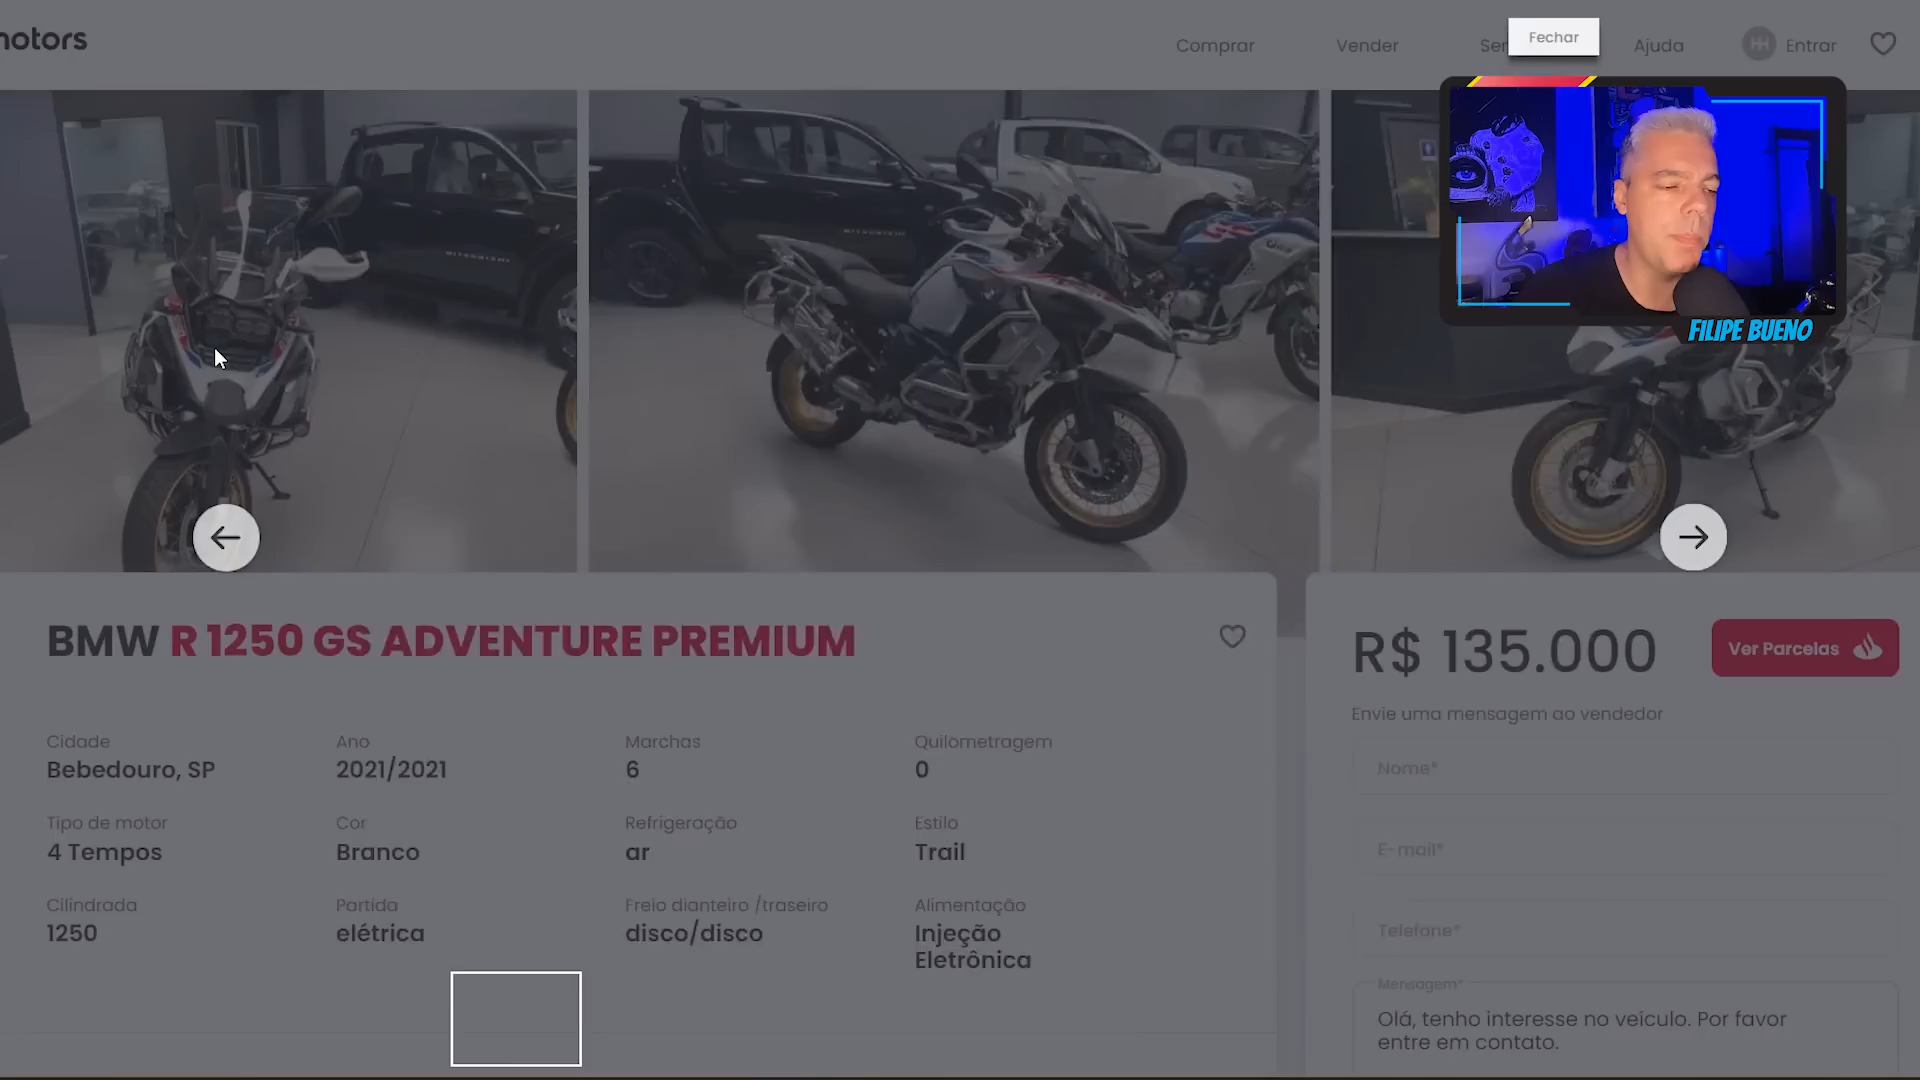 notors
Comprar
Vender
Ser
Fechar
Ajuda
Entrar
MITSUBISHI
MITSUBISHI
FILIPE BUENO
BMW R 1250 GS ADVENTURE PREMIUM
Cidade
Bebedouro, SP
Ano
2021/2021
Marchas
6
Quilometragem
0
Tipo de motor
4 Tempos
Cor
Branco
Refrigeração
ar
Estilo
Trail
Cilindrada
1250
Partida
elétrica
Freio dianteiro /traseiro
disco/disco
Alimentação
Injeção
Eletrônica
R$ 135.000
Ver Parcelas
Envie uma mensagem ao vendedor
Nome*
E-mail*
Telefone*
Mensagem*
Olá, tenho interesse no veículo. Por favor
entre em contato.